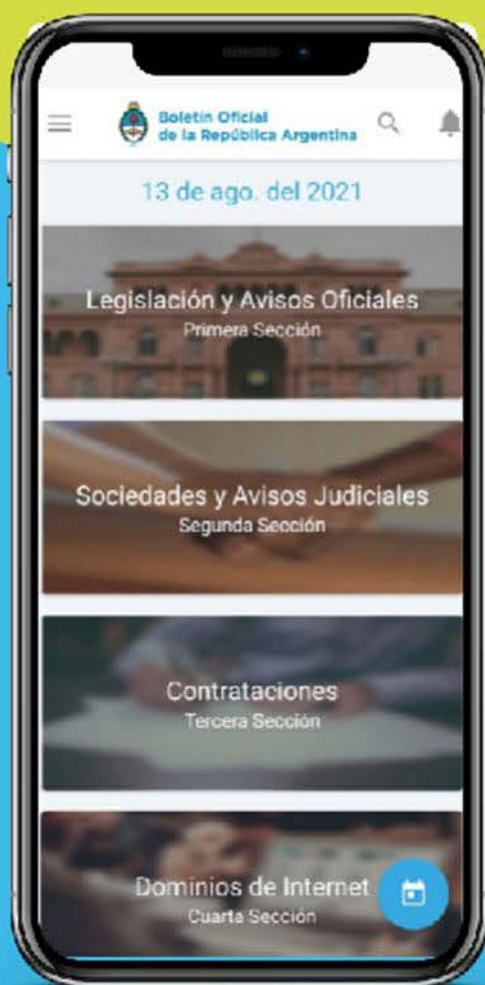 Boletín Oficial
de la República Argentina
13 de ago. del 2021
Legislación y Avisos Oficiales
Primera Sección
Sociedades y Avisos Judiciales
Segunda Sección
Contrataciones
Tercera Sección
Dominios de Internet
Cuarta Sección